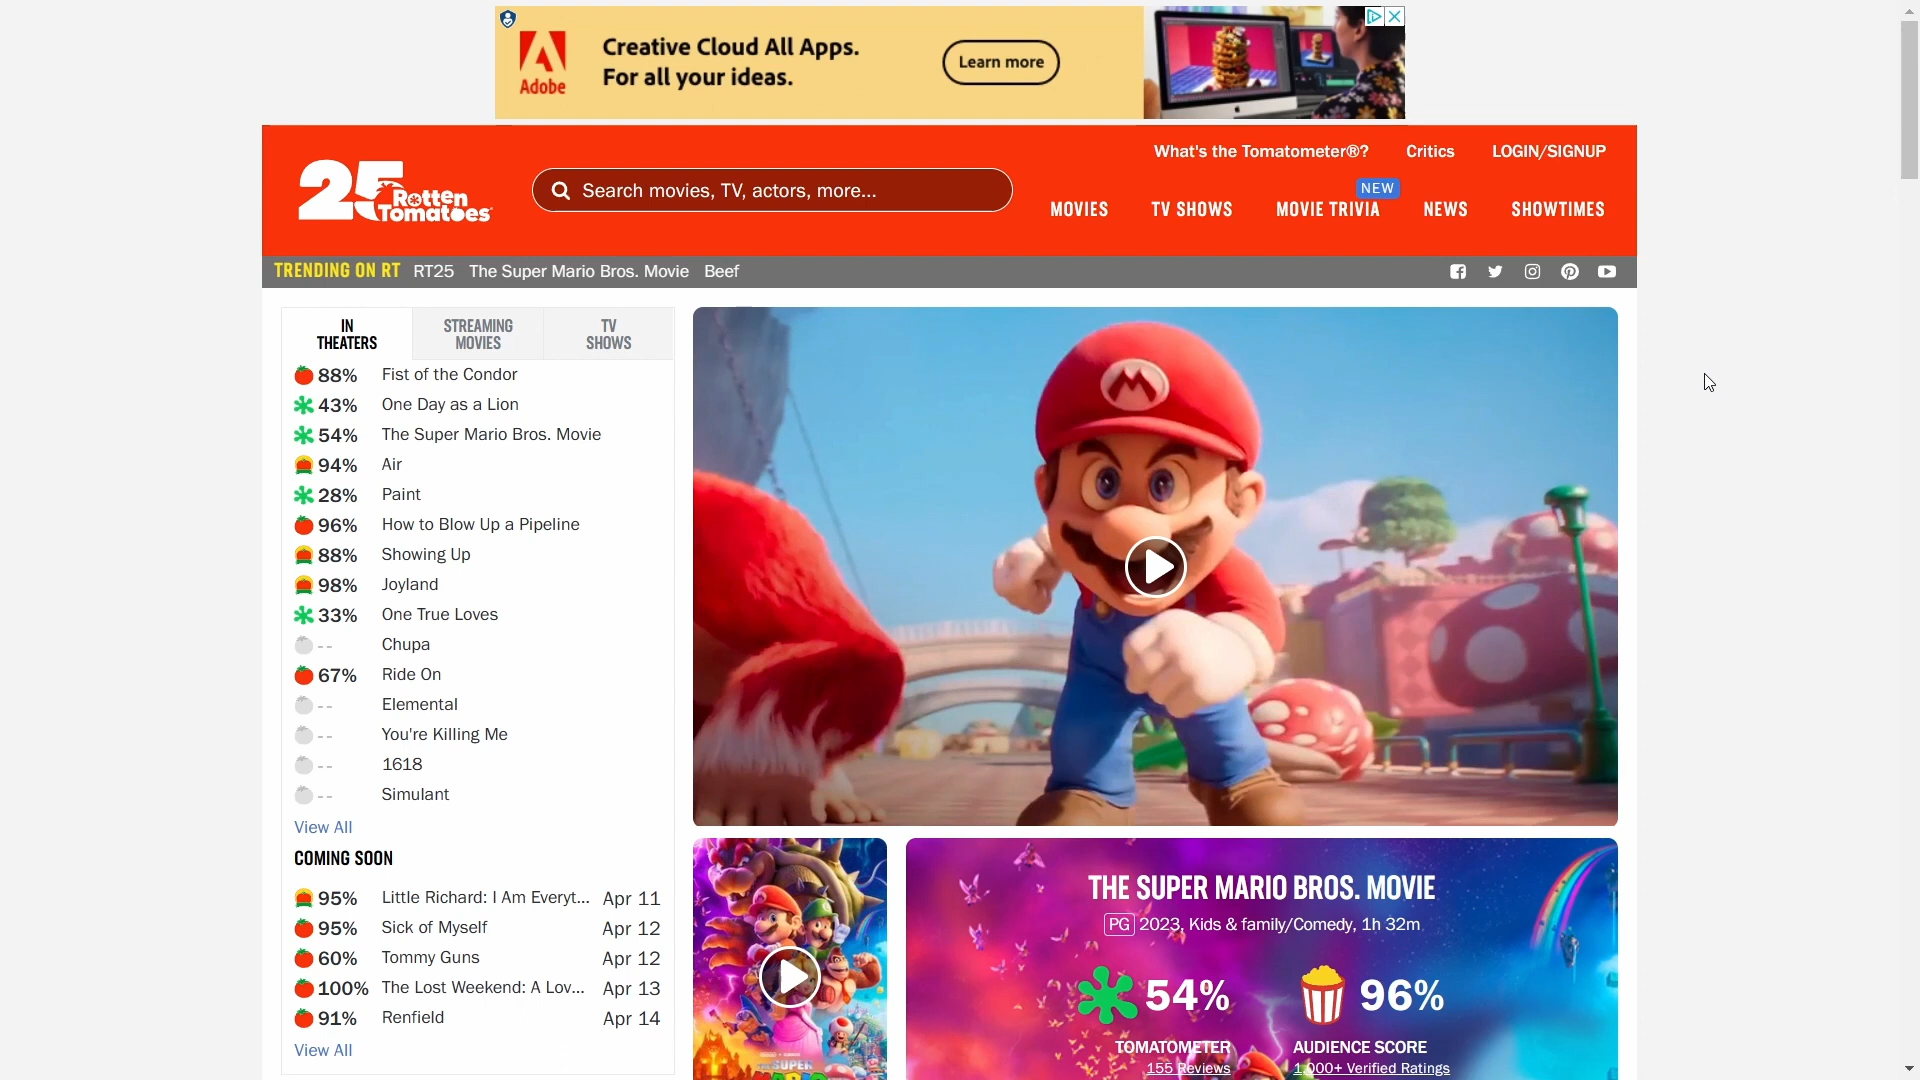 Adobe
Creative Cloud All Apps.
For all your ideas.
Learn more
25 Rotten
Tomatoes
Search movies, TV, actors, more...
What's the Tomatometer®?
Critics
LOGIN/SIGNUP
NEW
MOVIES
TV SHOWS
MOVIE TRIVIA
NEWS
SHOWTIMES
TRENDING ON RT
RT25
The Super Mario Bros. Movie
Beef
IN
THEATERS
STREAMING
MOVIES
TV
SHOWS
88% Fist of the Condor
43% One Day as a Lion
54% The Super Mario Bros. Movie
94% Air
28% Paint
96% How to Blow Up a Pipeline
88% Showing Up
98% Joyland
33% One True Loves
-- Chupa
67% Ride On
-- Elemental
-- You're Killing Me
-- 1618
-- Simulant
View All
COMING SOON
95% Little Richard: I Am Everyt... Apr 11
95% Sick of Myself Apr 12
60% Tommy Guns Apr 12
100% The Lost Weekend: A Lov... Apr 13
91% Renfield Apr 14
View All
M
SUPER
THE SUPER MARIO BROS. MOVIE
PG 2023, Kids & family/Comedy, 1h 32m
54%
96%
TOMATOMETER
AUDIENCE SCORE
155 Reviews
1,000+ Verified Ratings